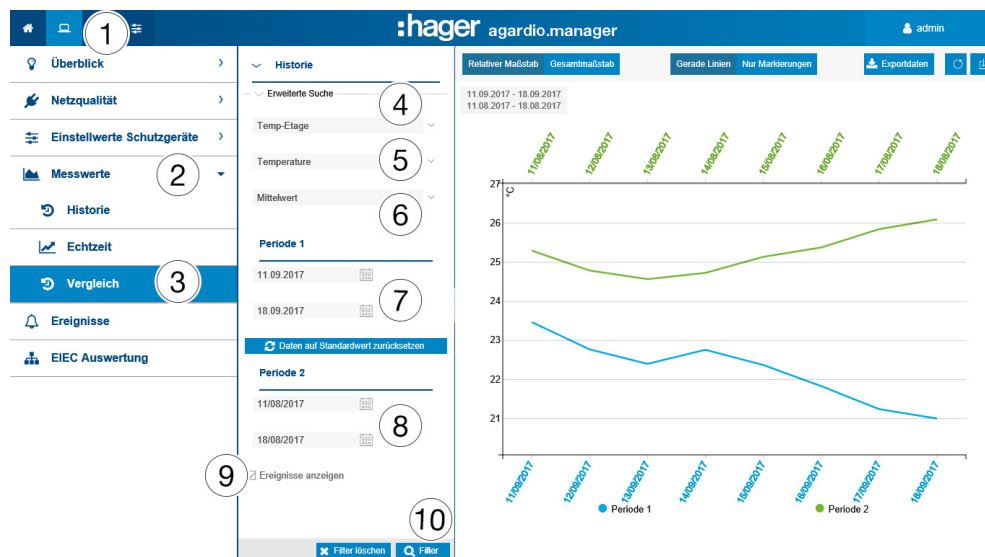 1
:hager agardio.manager
admin
Überblick
Netzqualität
Einstellwerte Schutzgeräte
Messwerte
2
Historie
Echtzeit
Vergleich
3
Ereignisse
EIEC Auswertung
Historie
Erweiterte Suche
4
Temp-Etage
Temperature
5
Mittelwert
6
Periode 1
11.09.2017
7
18.09.2017
Daten auf Standardwert zurücksetzen
Periode 2
11/08/2017
8
18/08/2017
9
Ereignisse anzeigen
10
Filter löschen
Filter
Relativer Maßstab Gesamtmaßstab
Gerade Linien Nur Markierungen
Exportdaten
11.09.2017 - 18.09.2017
11.08.2017 - 18.08.2017
11/08/2017 12/08/2017 13/08/2017 14/08/2017 15/08/2017 16/08/2017 17/08/2017 18/08/2017
°C
27
26
25
24
23
22
21
11/09/2017 12/09/2017 13/09/2017 14/09/2017 15/09/2017 16/09/2017 17/09/2017 18/09/2017
Periode 1 Periode 2